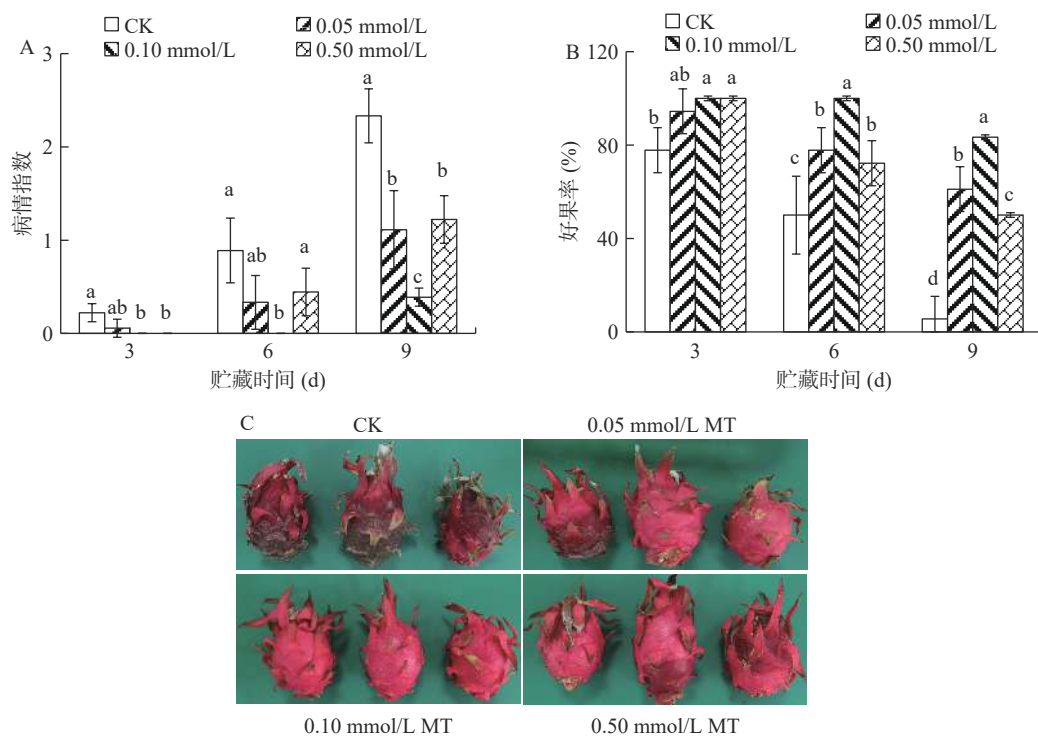 A
CK
0.05 mmol/L
0.10 mmol/L
0.50 mmol/L
病情指数
3
2
1
0
a
ab
b
b
a
ab
b
a
a
b
c
b
3
6
9
贮藏时间 (d)
B
CK
0.05 mmol/L
0.10 mmol/L
0.50 mmol/L
好果率 (%)
120
80
40
0
b
ab
a
a
c
b
a
b
d
b
a
c
3
6
9
贮藏时间 (d)
C
CK
0.05 mmol/L MT
0.10 mmol/L MT
0.50 mmol/L MT